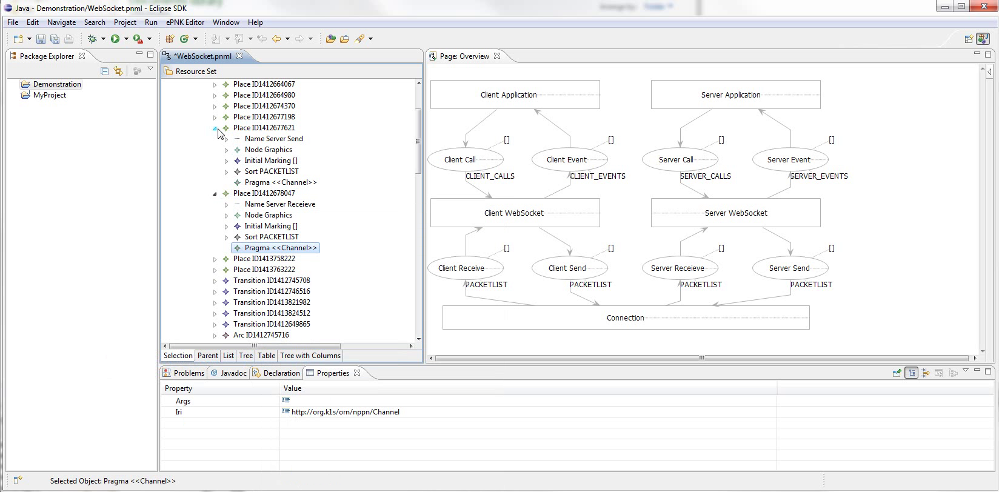 Java - Demonstration/WebSocket.pnml - Eclipse SDK
File Edit Navigate Search Project Run ePNK Editor Window Help
Package Explorer
Demonstration
MyProject
*WebSocket.pnml
Resource Set
Place ID1412664067
Place ID1412664980
Place ID1412674370
Place ID1412677198
Place ID1412677621
Name Server Send
Node Graphics
Initial Marking []
Sort PACKETLIST
Pragma <<Channel>>
Place ID1412678047
Name Server Receieve
Node Graphics
Initial Marking []
Sort PACKETLIST
Pragma <<Channel>>
Place ID1413758222
Place ID1413763222
Transition ID1412745708
Transition ID1412746516
Transition ID1413821982
Transition ID1413824512
Transition ID1412649865
Arc ID1412745716
Selection Parent List Tree Table Tree with Columns
Page: Overview
Client Application Server Application
[] [] [] []
Client Call Client Event Server Call Server Event
CLIENT_CALLS CLIENT_EVENTS SERVER_CALLS SERVER_EVENTS
Client WebSocket Server WebSocket
[] [] [] []
Client Receive Client Send Server Receieve Server Send
PACKETLIST PACKETLIST PACKETLIST PACKETLIST
Connection
Problems @ Javadoc Declaration Properties
Property Value
Args
Iri http://org.k1s/orn/nppn/Channel
Selected Object: Pragma <<Channel>>